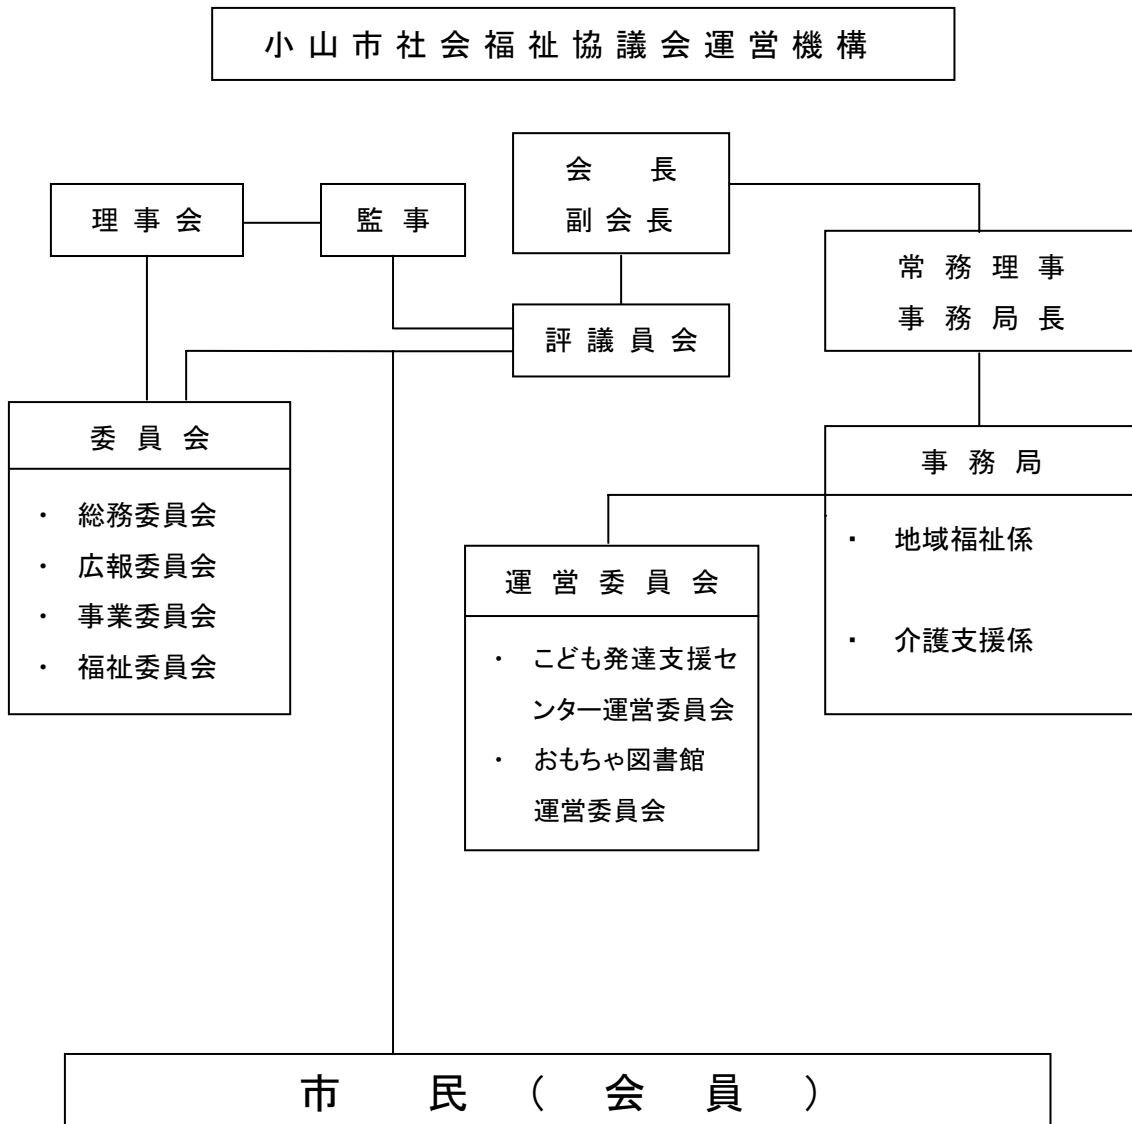 小山市社会福祉協議会運営機構
会長
副会長
理事会
監事
常務理事
事務局長
評議員会
委員会
・ 総務委員会
・ 広報委員会
・ 事業委員会
・ 福祉委員会
事務局
・ 地域福祉係
・ 介護支援係
運営委員会
・ こども発達支援セ
ンター運営委員会
・ おもちゃ図書館
運営委員会
市民（会員）